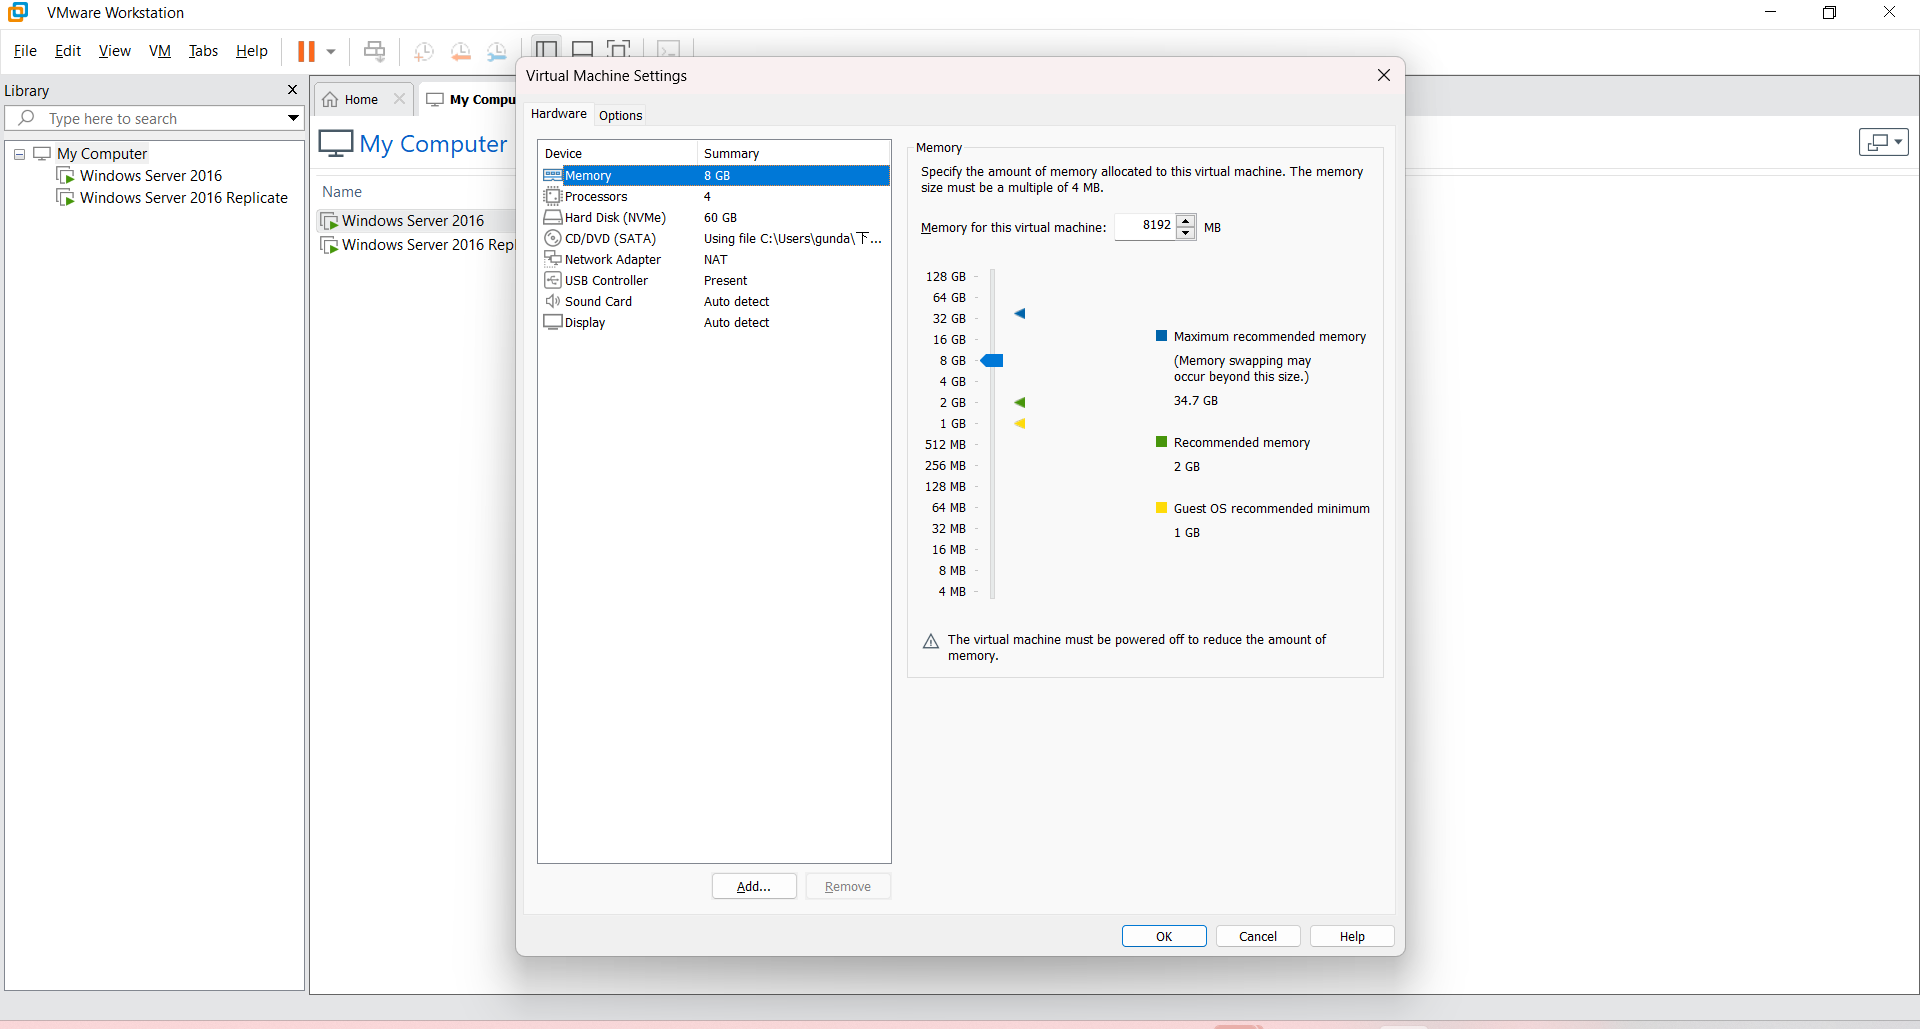 VMware Workstation
File Edit View VM Tabs Help
Library
Type here to search
My Computer
Windows Server 2016
Windows Server 2016 Replicate
Home
My Compu
My Computer
Name
Windows Server 2016
Windows Server 2016 Repl
Virtual Machine Settings
Hardware Options
Device Summary
Memory 8 GB
Processors 4
Hard Disk (NVMe) 60 GB
CD/DVD (SATA) Using file C:\Users\gunda\下...
Network Adapter NAT
USB Controller Present
Sound Card Auto detect
Display Auto detect
Add... Remove
Memory
Specify the amount of memory allocated to this virtual machine. The memory
size must be a multiple of 4 MB.
Memory for this virtual machine: 8192 MB
128 GB
64 GB
32 GB
16 GB
8 GB
4 GB
2 GB
1 GB
512 MB
256 MB
128 MB
64 MB
32 MB
16 MB
8 MB
4 MB
Maximum recommended memory
(Memory swapping may
occur beyond this size.)
34.7 GB
Recommended memory
2 GB
Guest OS recommended minimum
1 GB
The virtual machine must be powered off to reduce the amount of
memory.
OK Cancel Help